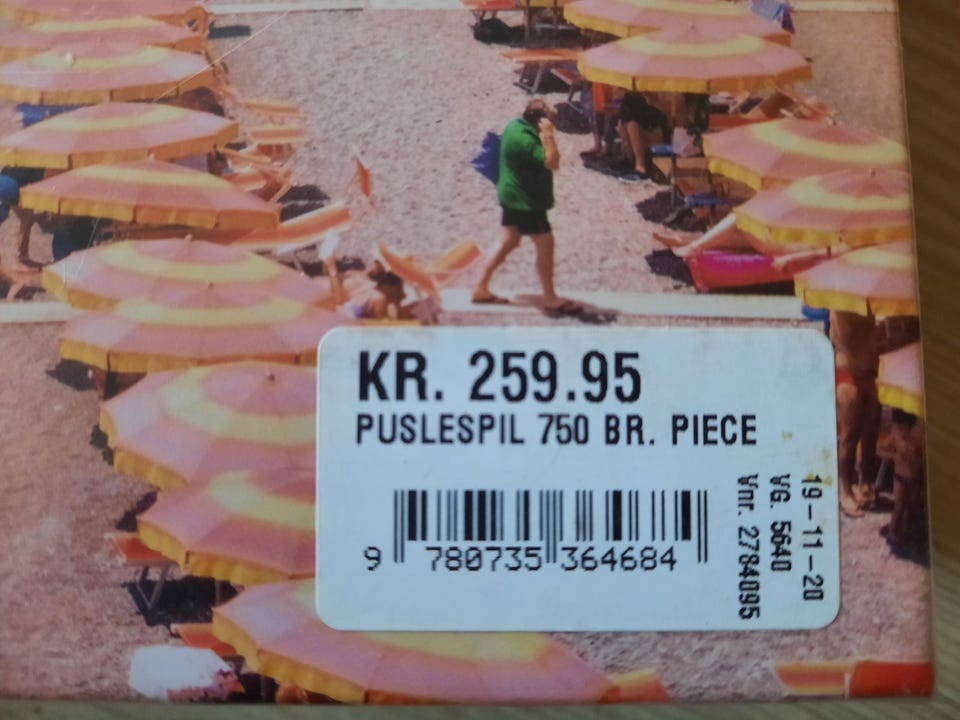 KR. 259.95
PUSLESPIL 750 BR. PIECE
9 780735 364684
19-11-20
VG. 5640
Vnr. 2784095